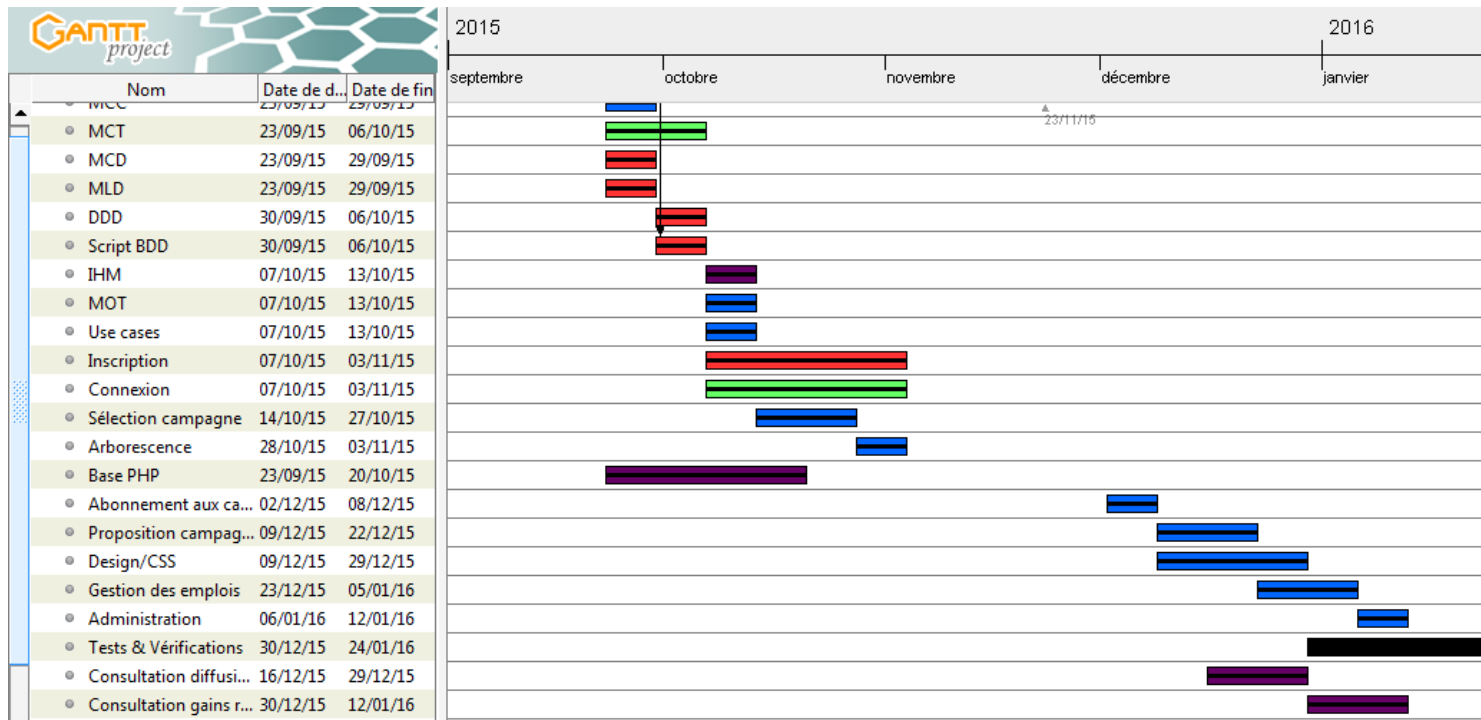 GANTT
project
2015 2016
septembre octobre novembre décembre janvier
Nom Date de d... Date de fin
MCC 23/09/15 29/09/15
23/11/15
MCT 23/09/15 06/10/15
MCD 23/09/15 29/09/15
MLD 23/09/15 29/09/15
DDD 30/09/15 06/10/15
Script BDD 30/09/15 06/10/15
IHM 07/10/15 13/10/15
MOT 07/10/15 13/10/15
Use cases 07/10/15 13/10/15
Inscription 07/10/15 03/11/15
Connexion 07/10/15 03/11/15
Sélection campagne 14/10/15 27/10/15
Arborescence 28/10/15 03/11/15
Base PHP 23/09/15 20/10/15
Abonnement aux ca... 02/12/15 08/12/15
Proposition campag... 09/12/15 22/12/15
Design/CSS 09/12/15 29/12/15
Gestion des emplois 23/12/15 05/01/16
Administration 06/01/16 12/01/16
Tests & Vérifications 30/12/15 24/01/16
Consultation diffusi... 16/12/15 29/12/15
Consultation gains r... 30/12/15 12/01/16